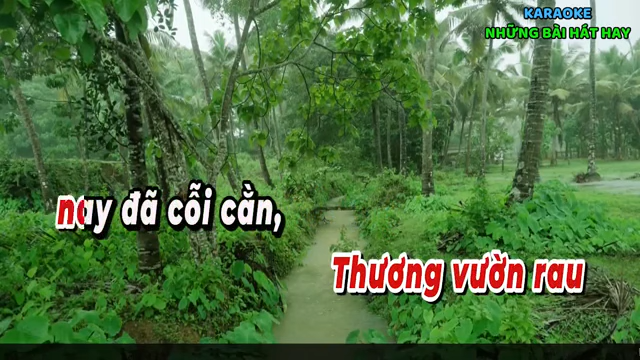 KARAOKE
NHỮNG BÀI HÁT HAY
nay đã cỗi cằn,
Thương vườn rau